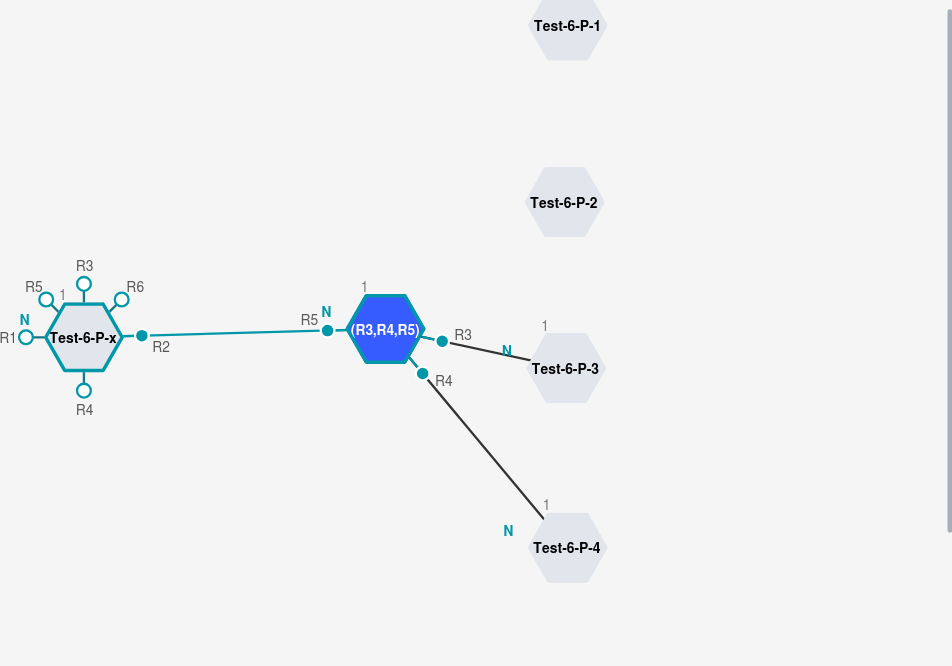 Test-6-P-1
Test-6-P-2
R3
R5
1
R6
N
R1
Test-6-P-x
R2
R4
1
N
R5
(R3,R4,R5)
R3
R4
1
N
Test-6-P-3
1
N
Test-6-P-4